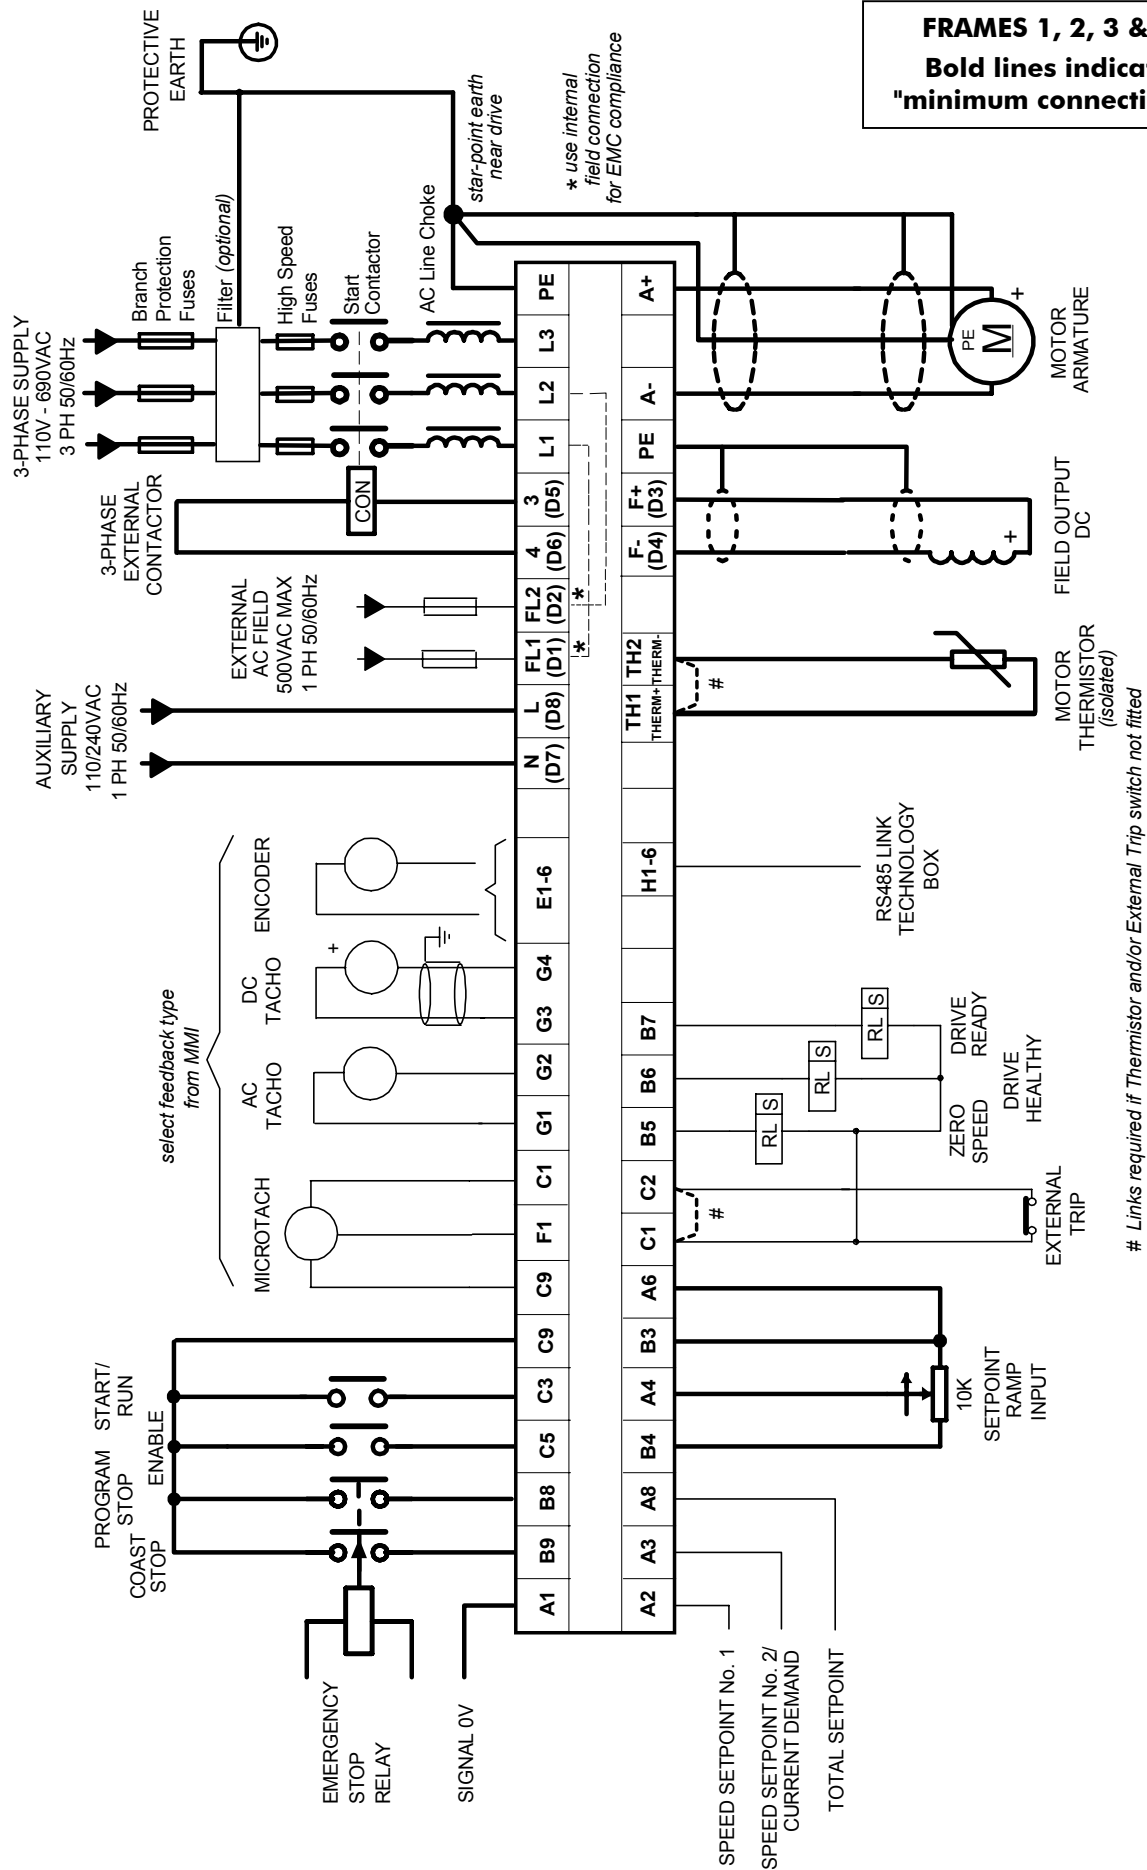 FRAMES 1, 2, 3 &
Bold lines indica
"minimum connecti
PROTECTIVE
EARTH
star-point earth
near drive
* use internal
field connection
for EMC compliance
3-PHASE SUPPLY
110V - 690VAC
3 PH 50/60Hz
Branch
Protection
Fuses
Filter (optional)
High Speed
Fuses
Start
Contactor
AC Line Choke
3-PHASE
EXTERNAL
CONTACTOR
CON
EXTERNAL
AC FIELD
500VAC MAX
1 PH 50/60Hz
AUXILIARY
SUPPLY
110/240VAC
1 PH 50/60Hz
select feedback type
from MMI
ENCODER
DC
TACHO
+
AC
TACHO
MICROTACH
START/
RUN
ENABLE
PROGRAM
STOP
COAST
STOP
EMERGENCY
STOP
RELAY
SIGNAL 0V
A1
B9
B8
C5
C3
C9
C9
F1
C1
G1
G2
G3
G4
E1-6
N
(D7)
L
(D8)
FL1
(D1)
FL2
(D2)
4
(D6)
3
(D5)
L1
L2
L3
PE
*
*
A2
A3
A8
B4
A4
B3
A6
C1
C2
B5
B6
B7
H1-6
TH1
THERM+
TH2
THERM-
F-
(D4)
F+
(D3)
PE
A-
A+
SPEED SETPOINT No. 1
SPEED SETPOINT No. 2/
CURRENT DEMAND
TOTAL SETPOINT
10K
SETPOINT
RAMP
INPUT
#
EXTERNAL
TRIP
RL S
RL S
RL S
ZERO
SPEED
DRIVE
HEALTHY
DRIVE
READY
RS485 LINK
TECHNOLOGY
BOX
#
MOTOR
THERMISTOR
(isolated)
+
FIELD OUTPUT
DC
PE
M
+
MOTOR
ARMATURE
# Links required if Thermistor and/or External Trip switch not fitted